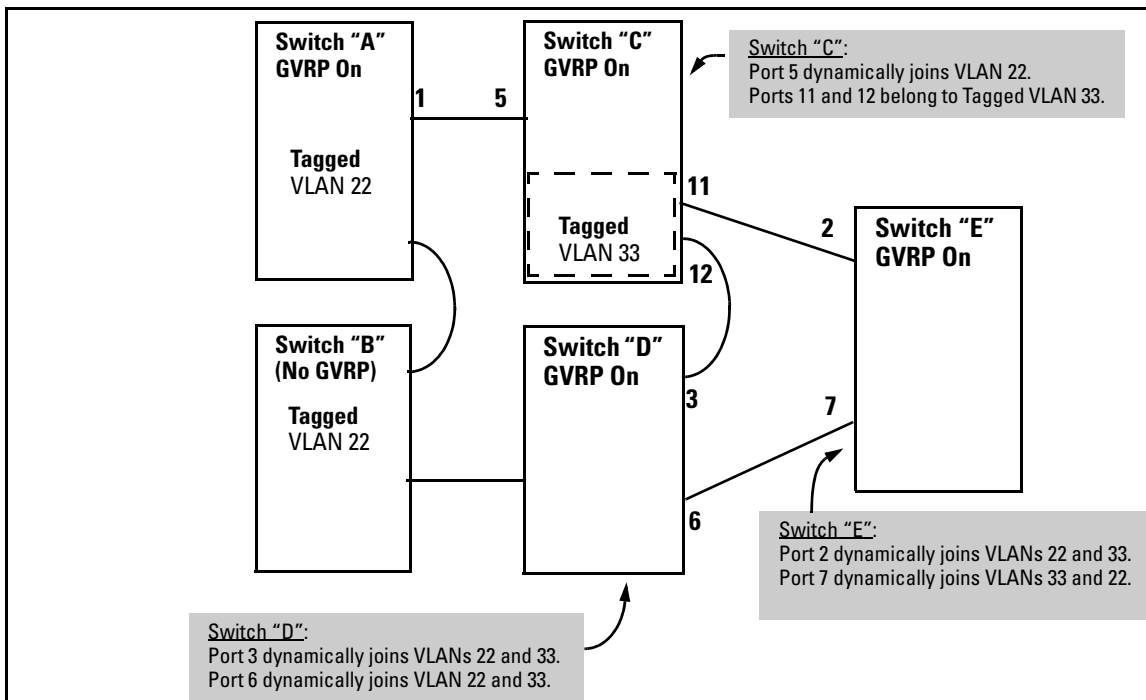 Switch “A”
GVRP On
1
Tagged
VLAN 22
5
Switch “C”
GVRP On
Tagged
VLAN 33
11
12
Switch “C”:
Port 5 dynamically joins VLAN 22.
Ports 11 and 12 belong to Tagged VLAN 33.
2
Switch “E”
GVRP On
7
Switch “B”
(No GVRP)
Tagged
VLAN 22
Switch “D”
GVRP On
3
6
Switch “E”:
Port 2 dynamically joins VLANs 22 and 33.
Port 7 dynamically joins VLANs 33 and 22.
Switch “D”:
Port 3 dynamically joins VLANs 22 and 33.
Port 6 dynamically joins VLAN 22 and 33.